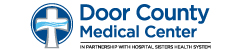 Door County
Medical Center
IN PARTNERSHIP WITH HOSPITAL SISTERS HEALTH SYSTEM